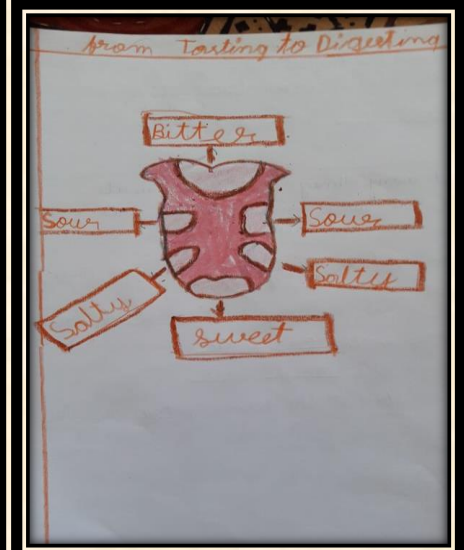 from Tasting to Digesting
Bitter
Sour
Sour
Salty
Salty
sweet